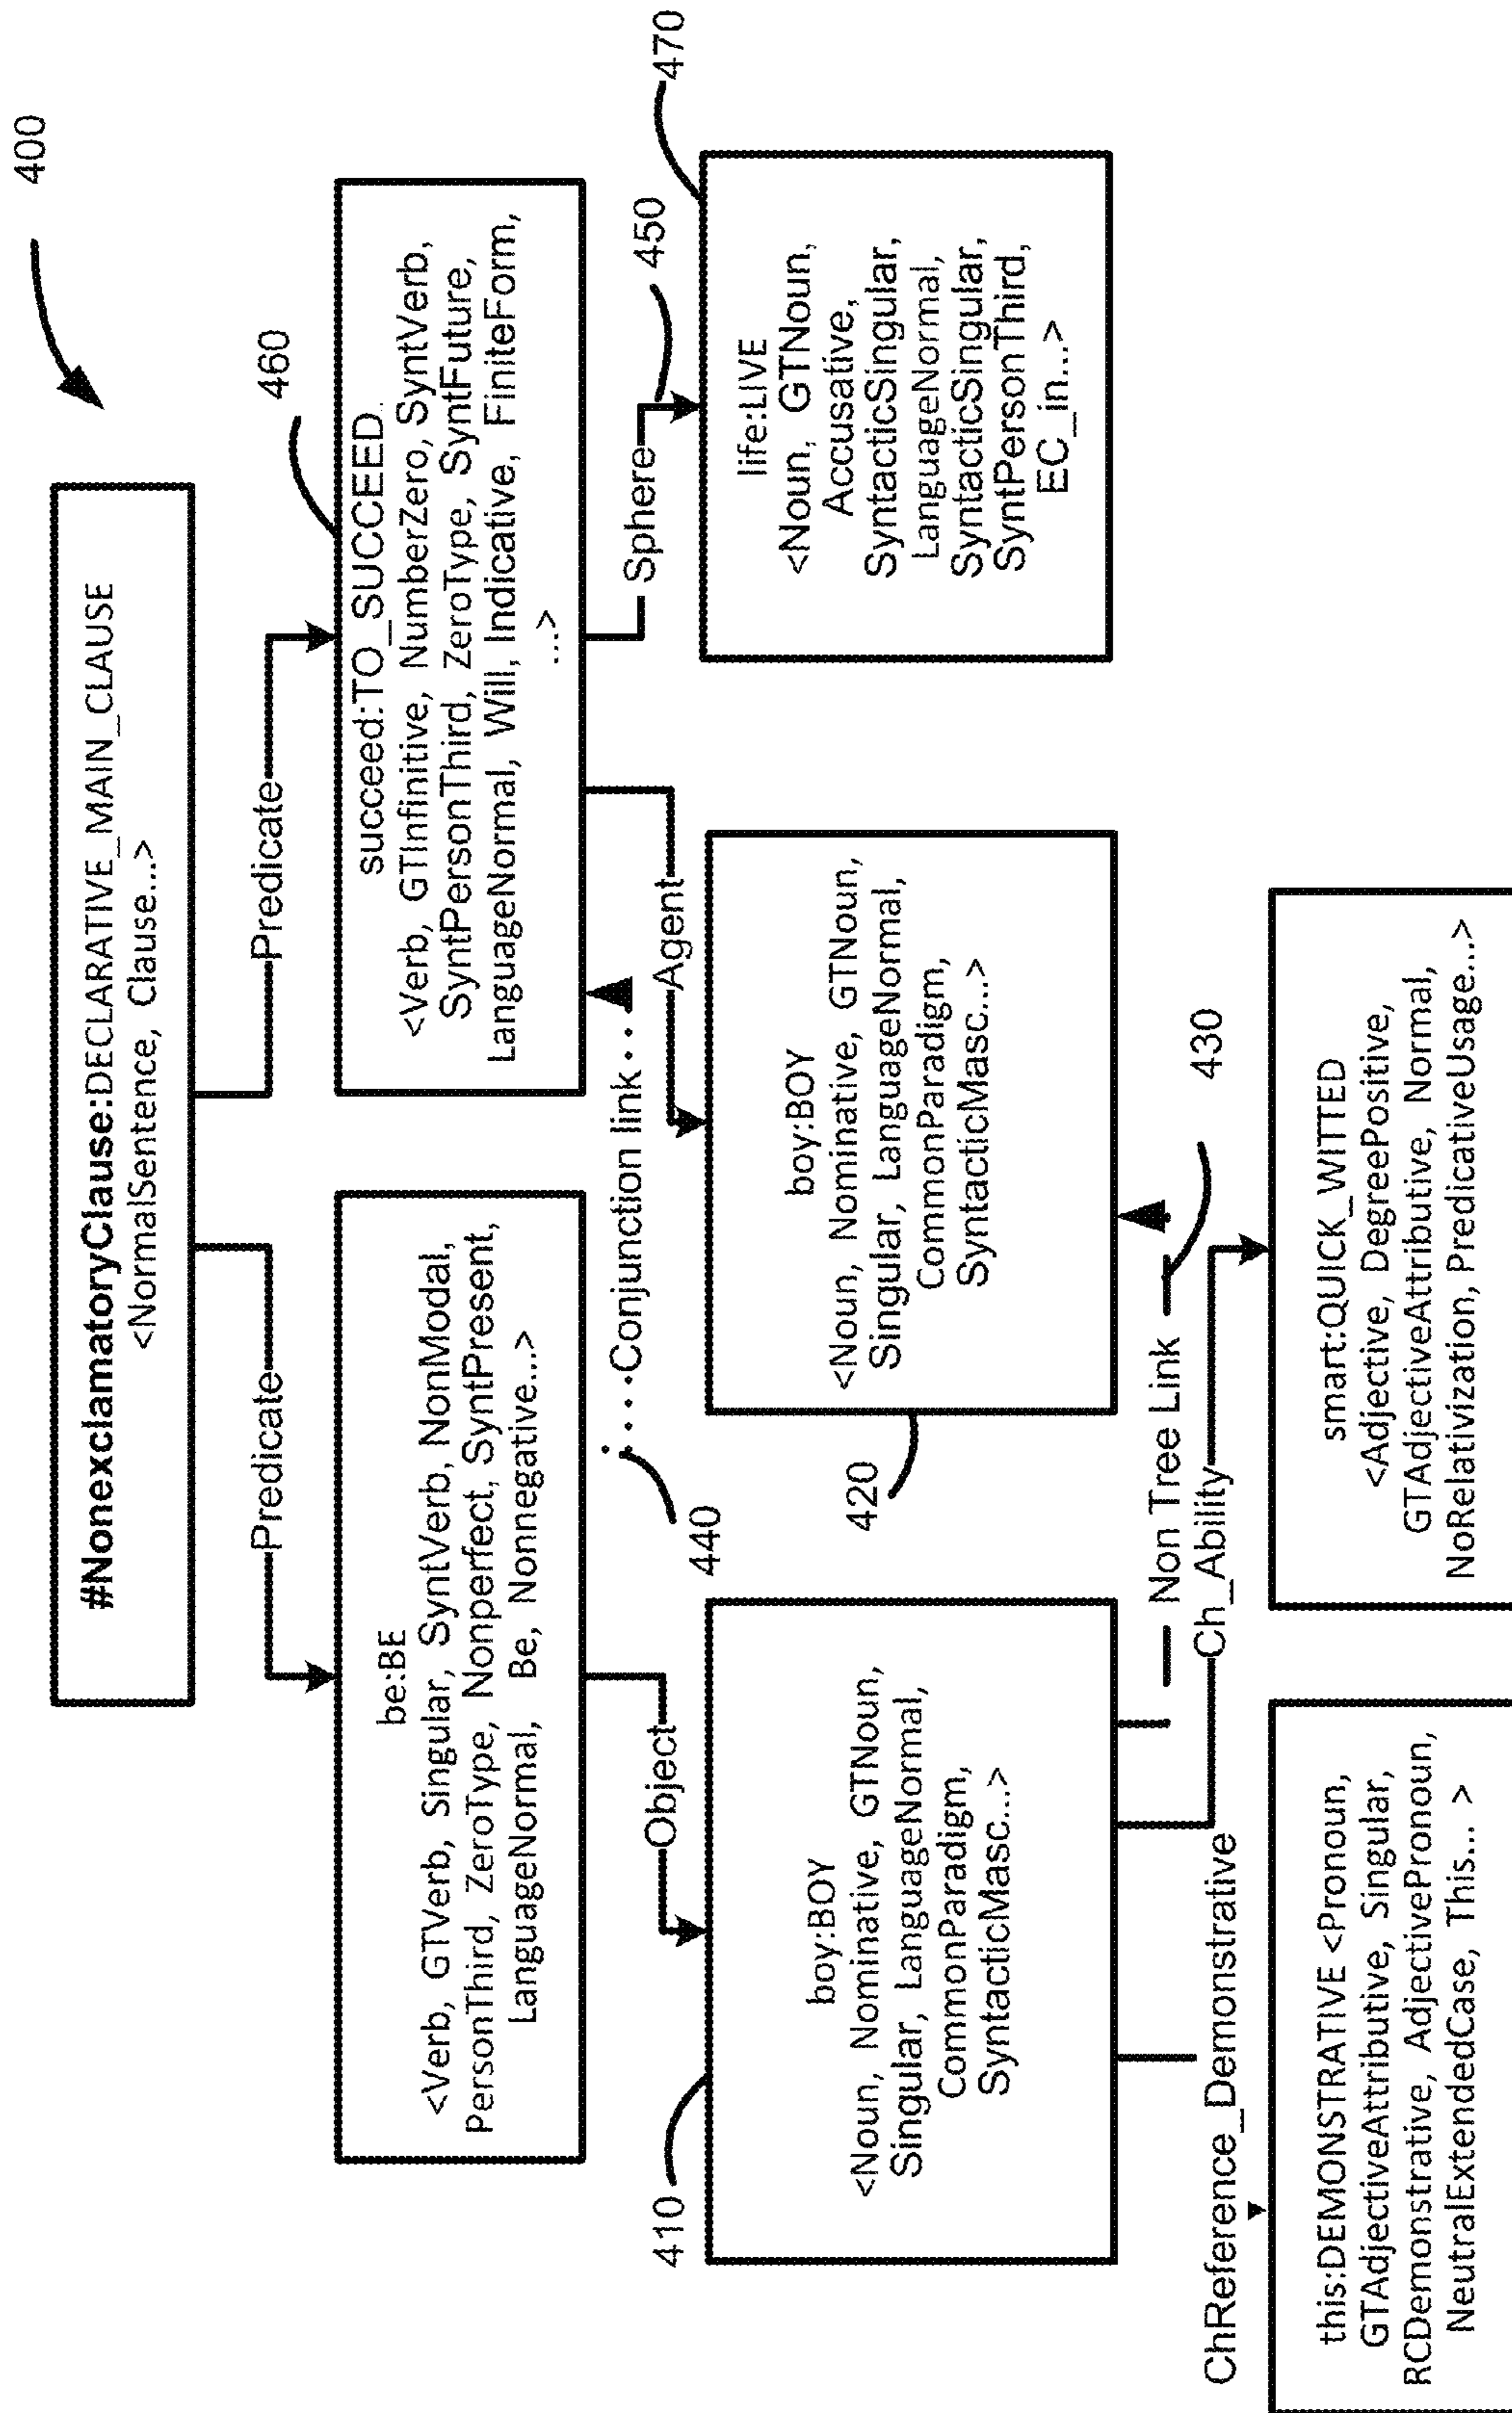 400
#NonexclamatoryClause:DECLARATIVE_MAIN_CLAUSE
<NormalSentence, Clause...>
Predicate
Predicate
460
be:BE
<Verb, GTVerb, Singular, SyntVerb, NonModal,
PersonThird, ZeroType, Nonperfect, SyntPresent,
LanguageNormal, Be, Nonnegative...>
succeed:TO_SUCCEED
<Verb, GTInfinitive, NumberZero, SyntVerb,
SyntPersonThird, ZeroType, SyntFuture,
LanguageNormal, Will, Indicative, FiniteForm,
...>
Object
440
Conjunction link
Agent
Sphere
450
470
410
boy:BOY
<Noun, Nominative, GTNoun,
Singular, LanguageNormal,
CommonParadigm,
SyntacticMasc...>
420
boy:BOY
<Noun, Nominative, GTNoun,
Singular, LanguageNormal,
CommonParadigm,
SyntacticMasc...>
life:LIVE
<Noun, GTNoun,
Accusative,
SyntacticSingular,
LanguageNormal,
SyntacticSingular,
SyntPersonThird,
EC_in...>
ChReference_Demonstrative
Non Tree Link
Ch_Ability
430
this:DEMONSTRATIVE <Pronoun,
GTAdjectiveAttributive, Singular,
RCDemonstrative, AdjectivePronoun,
NeutralExtendedCase, This... >
smart:QUICK_WITTED
<Adjective, DegreePositive,
GTAdjectiveAttributive, Normal,
NoRelativization, PredicativeUsage...>